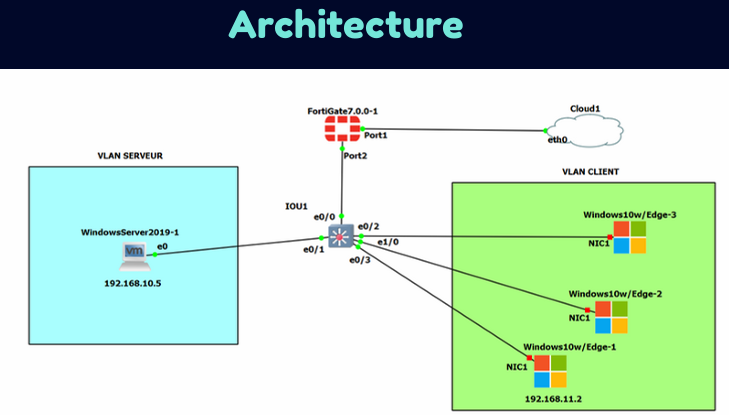 Architecture
FortiGate7.0.0-1
Cloud1
Port1
eth0
Port2
VLAN SERVEUR
VLAN CLIENT
IOU1
e0/0
e0/2
Windows10w/Edge-3
WindowsServer2019-1
vm
e0
e0/1
e1/0
NIC1
e0/3
192.168.10.5
Windows10w/Edge-2
NIC1
Windows10w/Edge-1
NIC1
192.168.11.2